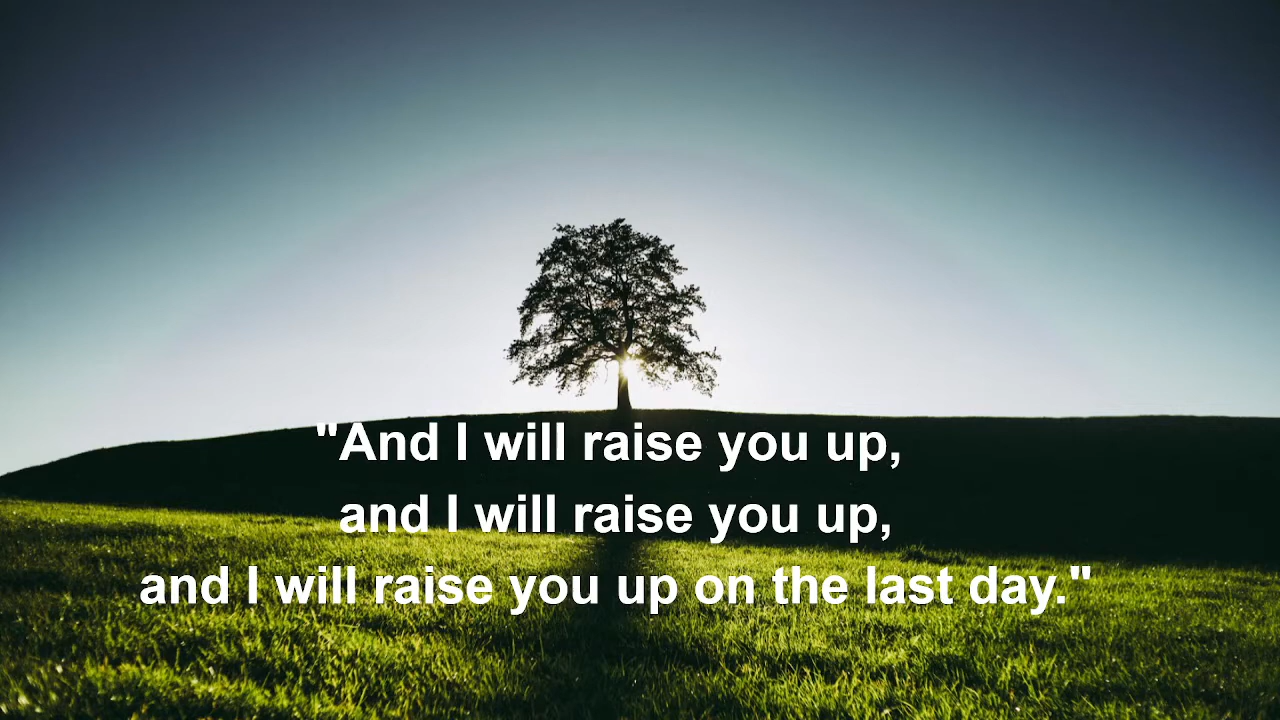 "And I will raise you up,
and I will raise you up,
and I will raise you up on the last day."